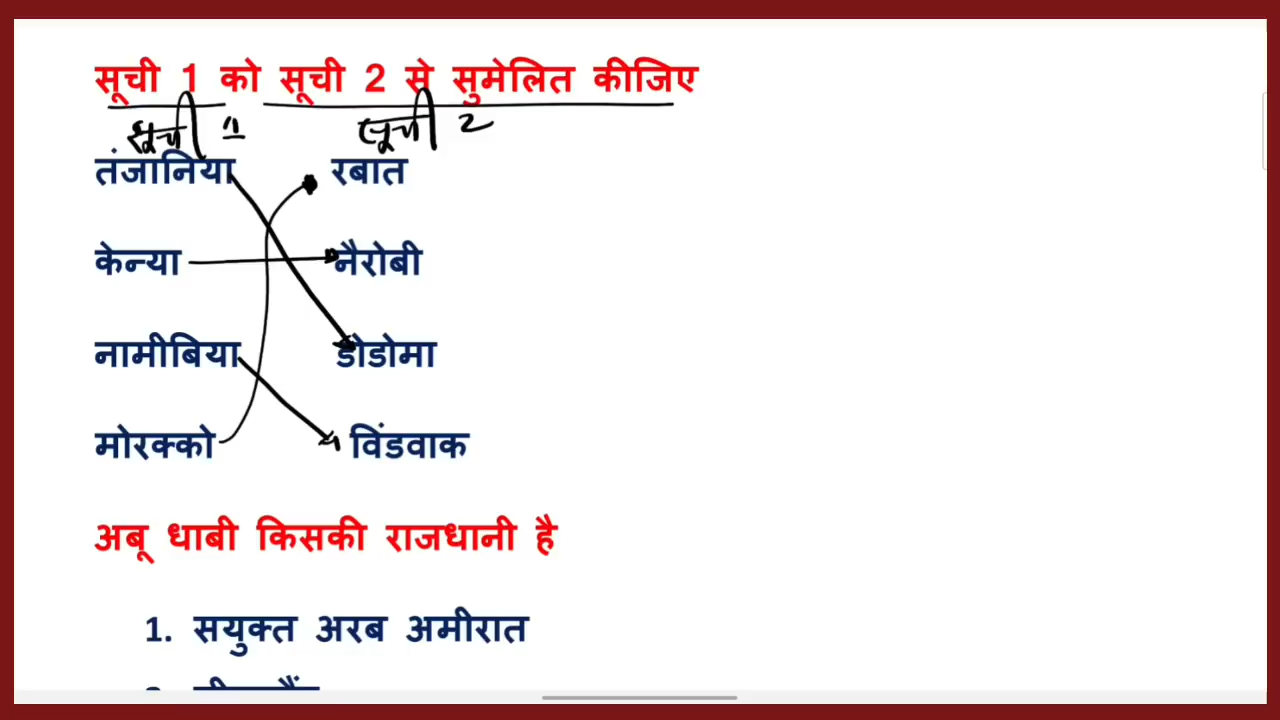 सूची 1 को सूची 2 से सुमेलित कीजिए
सूची 1 सूची 2
तंजानिया रबात
केन्या नैरोबी
नामीबिया डोडोमा
मोरक्को विंडवाक
अबू धाबी किसकी राजधानी है
1. सयुक्त अरब अमीरात